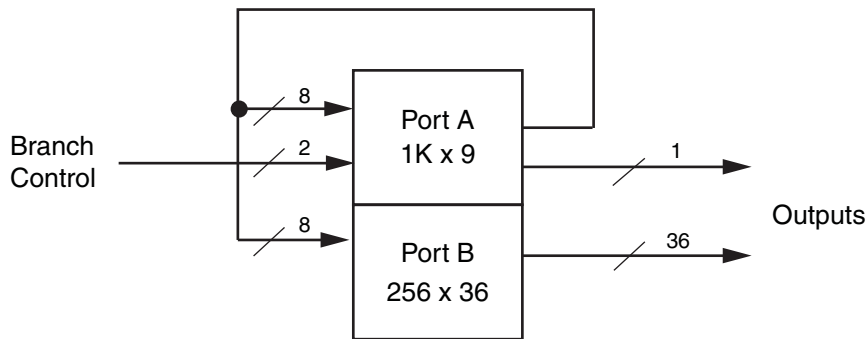 8
Port A
1K x 9
Branch
Control
2
1
8
Port B
256 x 36
36
Outputs